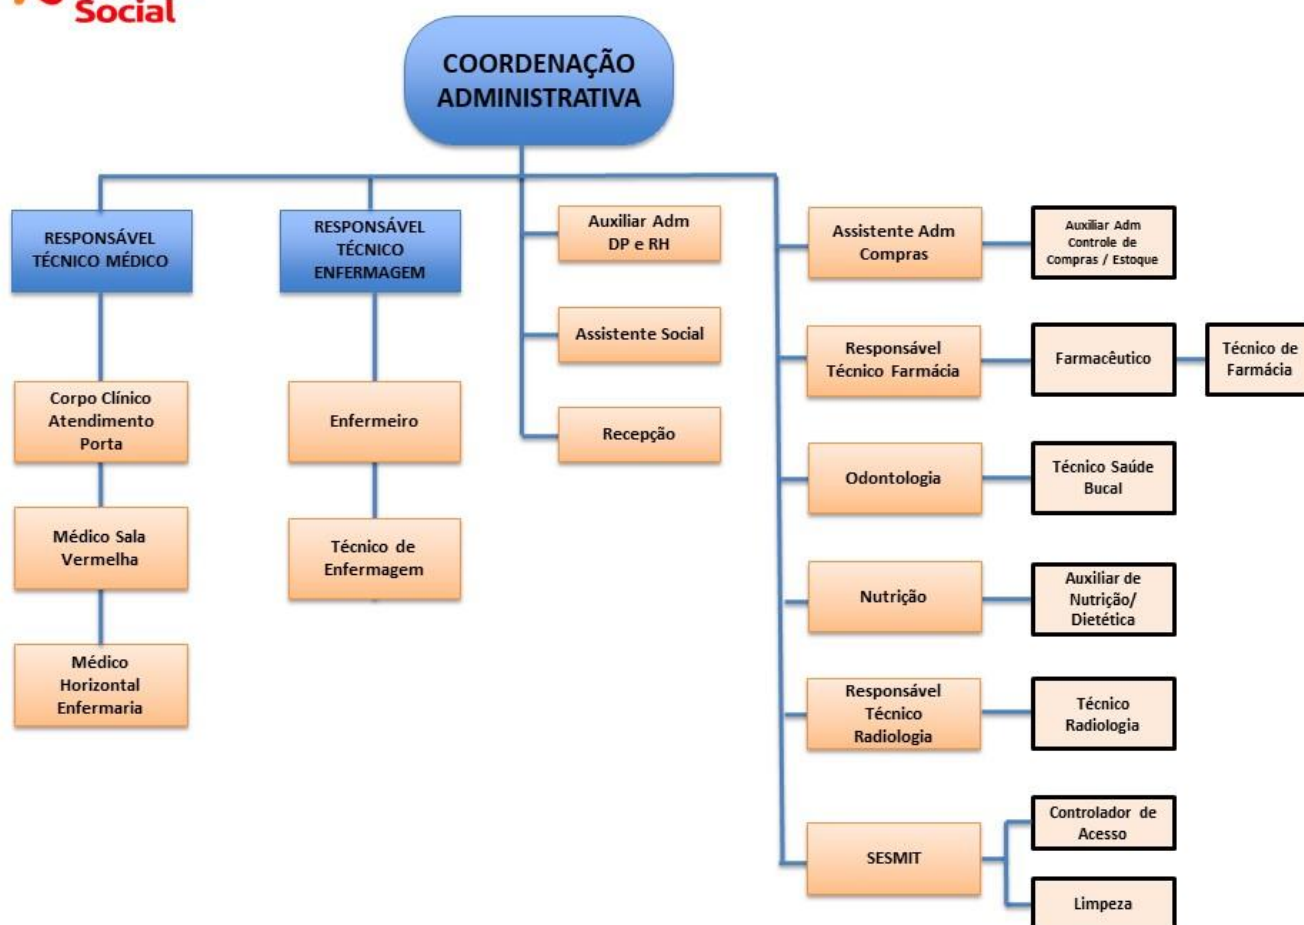 Social
COORDENAÇÃO
ADMINISTRATIVA
RESPONSÁVEL
TÉCNICO MÉDICO
Corpo Clínico
Atendimento
Porta
Médico Sala
Vermelha
Médico
Horizontal
Enfermaria
RESPONSÁVEL
TÉCNICO
ENFERMAGEM
Enfermeiro
Técnico de
Enfermagem
Auxiliar Adm
DP e RH
Assistente Social
Recepção
Assistente Adm
Compras
Auxiliar Adm
Controle de
Compras / Estoque
Responsável
Técnico Farmácia
Farmacêutico
Técnico de
Farmácia
Odontologia
Técnico Saúde
Bucal
Nutrição
Auxiliar de
Nutrição/
Dietética
Responsável
Técnico
Radiologia
Técnico
Radiologia
SESMIT
Controlador de
Acesso
Limpeza